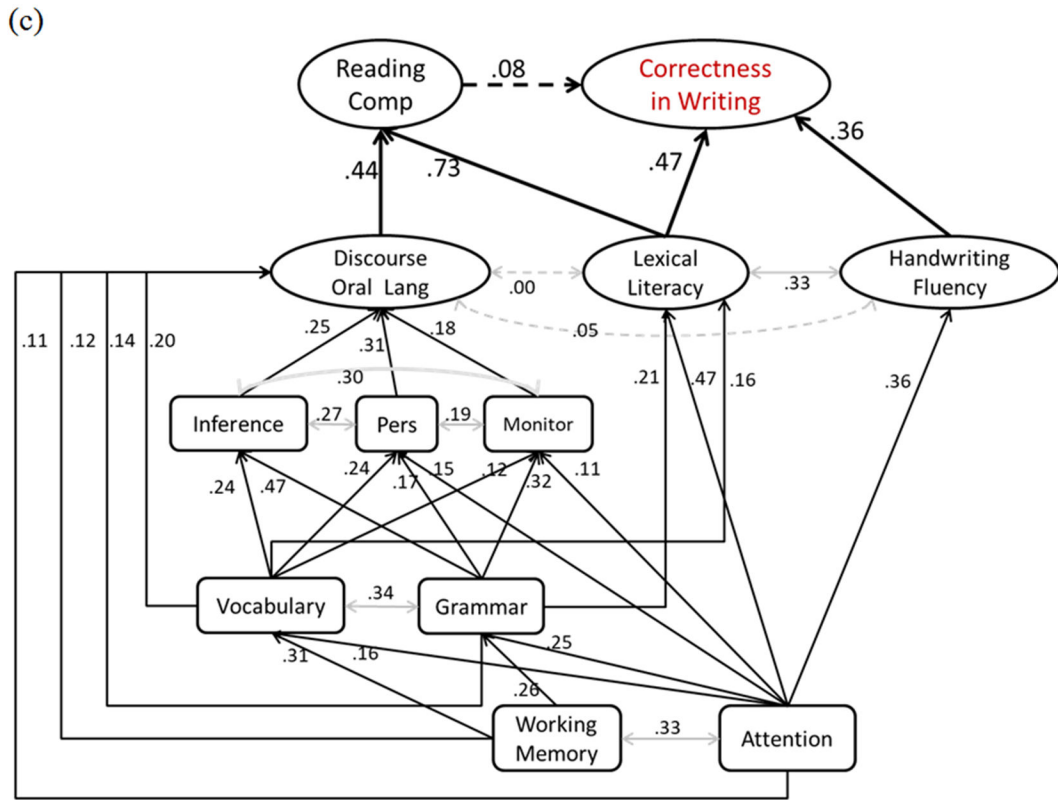 (c)
Reading
Comp
.08
Correctness
in Writing
.36
.44
.73
.47
Discourse
Oral Lang
.00
Lexical
Literacy
.33
Handwriting
Fluency
.05
.11
.12
.14
.20
.25
.31
.18
.30
.21
.47
.16
.36
Inference
.27
Pers
.19
Monitor
.24
.47
.24
.17
.15
.12
.32
.11
Vocabulary
.34
Grammar
.31
.16
.25
.26
Working
Memory
.33
Attention